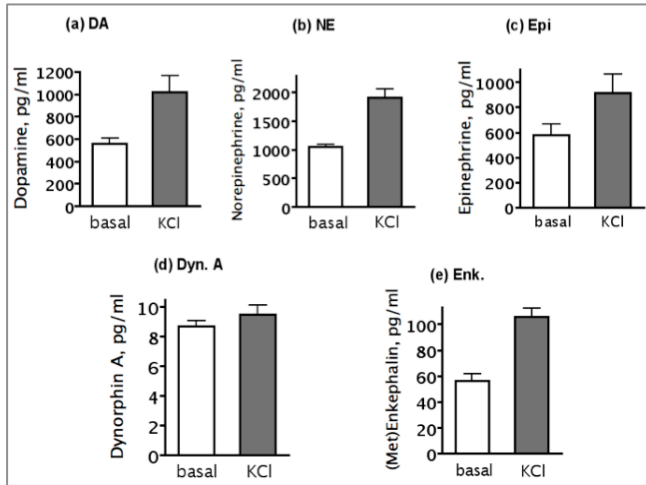 (a) DA
Dopamine, pg/ml
1200
1000
800
600
400
200
0
basal
KCl
(b) NE
Norepinephrine, pg/ml
2000
1500
1000
500
0
basal
KCl
(c) Epi
Epinephrine, pg/ml
1000
800
600
400
200
0
basal
KCl
(d) Dyn. A
Dynorphin A, pg/ml
10
8
6
4
2
0
basal
KCl
(e) Enk.
(Met)Enkephalin, pg/ml
100
80
60
40
20
0
basal
KCl